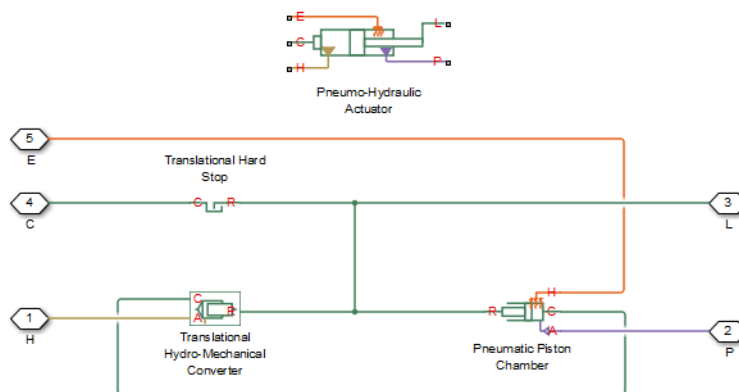 E
C
L
H
P
Pneumo-Hydraulic
Actuator
5
E
Translational Hard
Stop
4
C
C R
3
L
H
C
A
R
R
C
A
1
H
2
P
Translational
Hydro-Mechanical
Converter
Pneumatic Piston
Chamber